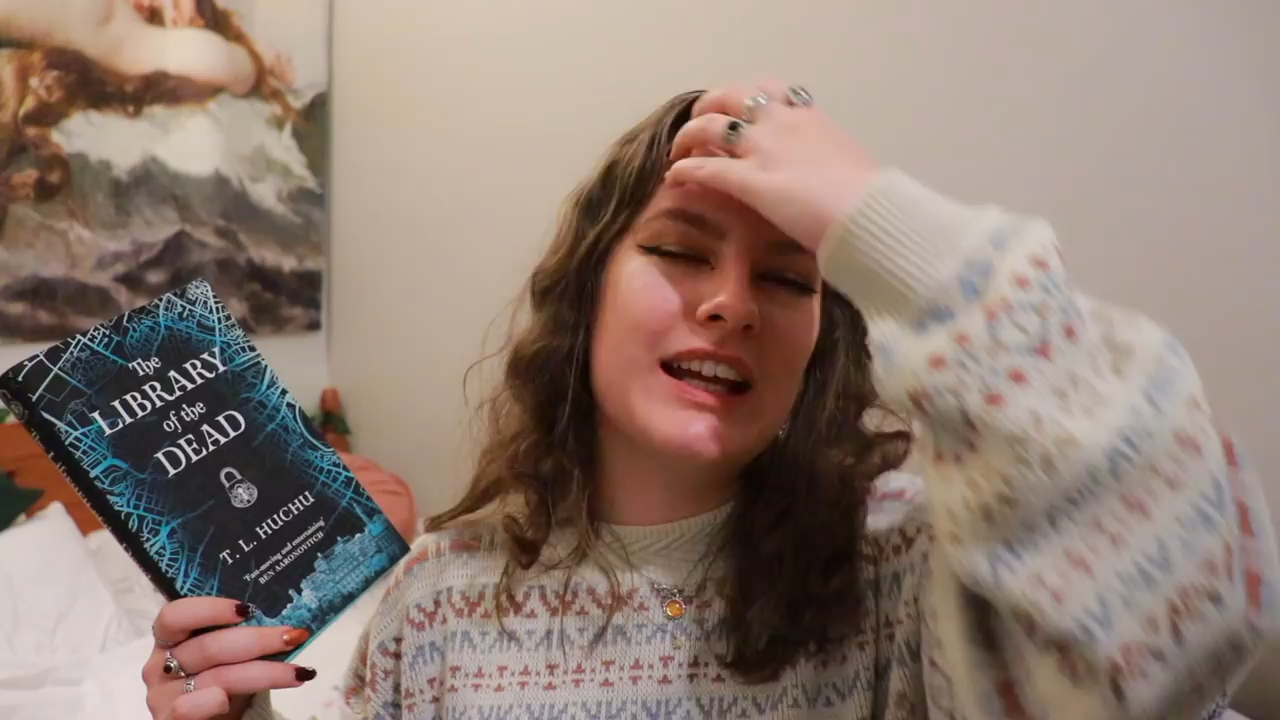 The
LIBRARY
of the
DEAD
T. L. HUCHU
'Fast-moving and entertaining'
BEN AARONOVITCH